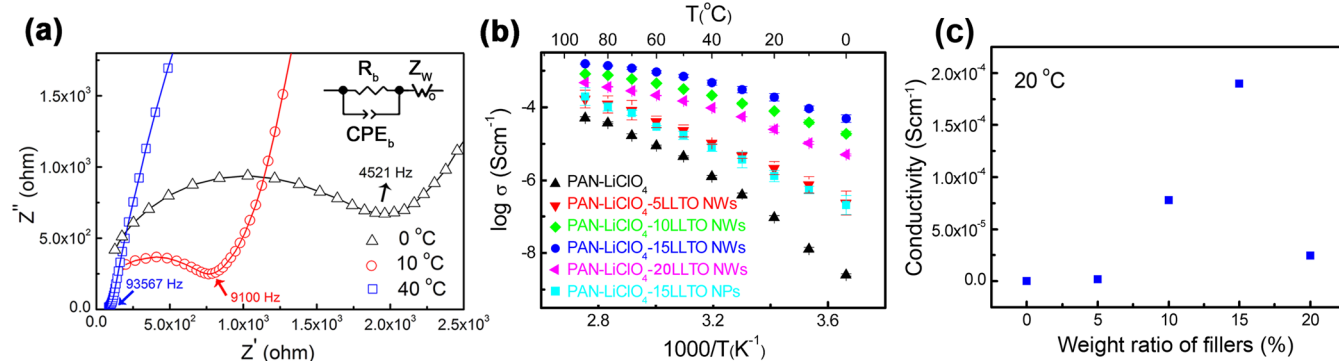 (a)
Z'' (ohm)
1.5x10³
1.0x10³
5.0x10²
0.0
0.0
5.0x10²
1.0x10³
1.5x10³
2.0x10³
2.5x10³
Z' (ohm)
R_b
Z_W
CPE_b
4521 Hz
9100 Hz
93567 Hz
0 °C
10 °C
40 °C
(b)
T(°C)
100 80 60 40 20 0
log σ (Scm⁻¹)
-4
-6
-8
PAN-LiClO₄
PAN-LiClO₄-5LLTO NWs
PAN-LiClO₄-10LLTO NWs
PAN-LiClO₄-15LLTO NWs
PAN-LiClO₄-20LLTO NWs
PAN-LiClO₄-15LLTO NPs
2.8 3.2 3.6
1000/T(K⁻¹)
(c)
20 °C
Conductivity (Scm⁻¹)
2.0x10⁻⁴
1.5x10⁻⁴
1.0x10⁻⁴
5.0x10⁻⁵
0.0
0 5 10 15 20
Weight ratio of fillers (%)